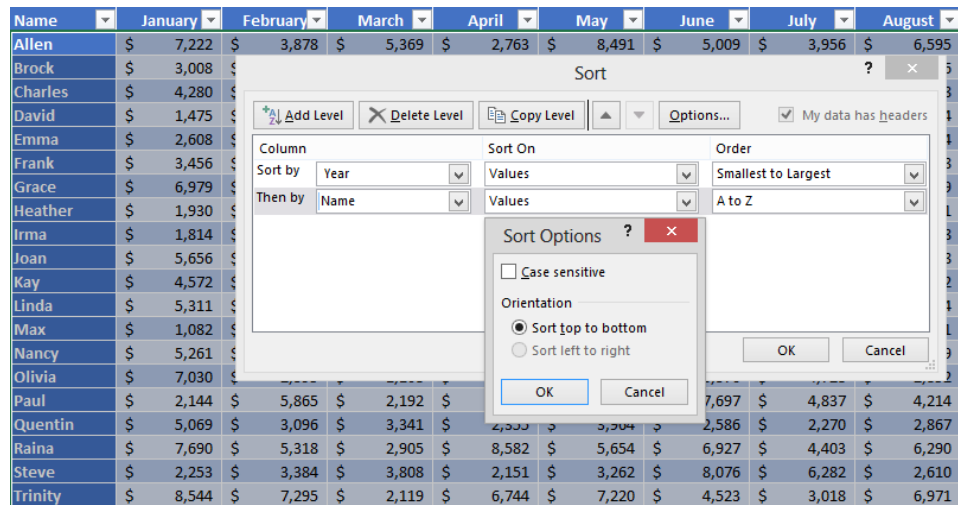 Name January February March April May June July August
Allen $ 7,222 $ 3,878 $ 5,369 $ 2,763 $ 8,491 $ 5,009 $ 3,956 $ 6,595
Brock $ 3,008 $
Sort ?
Charles $ 4,280 $
David $ 1,475 $
Add Level Delete Level Copy Level Options... My data has headers
Emma $ 2,608 $
Column Sort On Order
Frank $ 3,456 $
Sort by Year Values Smallest to Largest
Grace $ 6,979 $
Then by Name Values A to Z
Heather $ 1,930 $
Irma $ 1,814 $
Sort Options ?
Joan $ 5,656 $
Case sensitive
Kay $ 4,572 $
Orientation
Linda $ 5,311 $
Sort top to bottom
Max $ 1,082 $
Sort left to right
Nancy $ 5,261 $
OK Cancel
Olivia $ 7,030 $
OK Cancel
Paul $ 2,144 $ 5,865 $ 2,192 $ 7,697 $ 4,837 $ 4,214
Quentin $ 5,069 $ 3,096 $ 3,341 $ 2,586 $ 2,270 $ 2,867
Raina $ 7,690 $ 5,318 $ 2,905 $ 8,582 $ 5,654 $ 6,927 $ 4,403 $ 6,290
Steve $ 2,253 $ 3,384 $ 3,808 $ 2,151 $ 3,262 $ 8,076 $ 6,282 $ 2,610
Trinity $ 8,544 $ 7,295 $ 2,119 $ 6,744 $ 7,220 $ 4,523 $ 3,018 $ 6,971